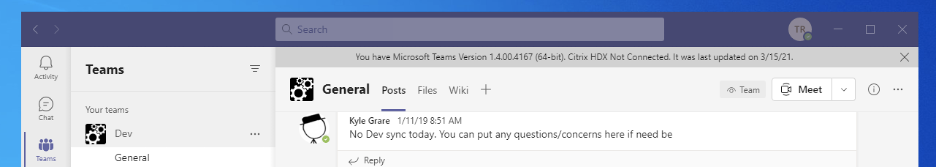 Search
TR
You have Microsoft Teams Version 1.4.00.4167 (64-bit). Citrix HDX Not Connected. It was last updated on 3/15/21.
Activity
Teams
General Posts Files Wiki
Team
Meet
Chat
Your teams
Dev
Kyle Grare 1/11/19 8:51 AM
No Dev sync today. You can put any questions/concerns here if need be
Teams
General
Reply